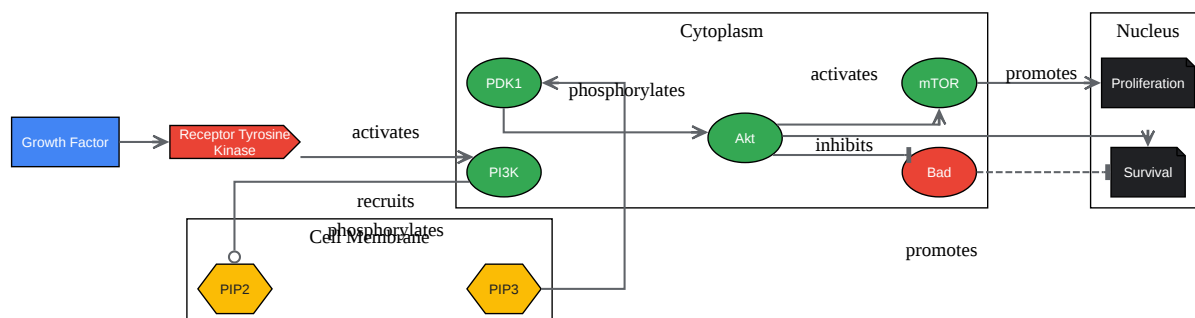 Cytoplasm
Nucleus
PDK1
phosphorylates
activates
mTOR
promotes
Proliferation
Growth Factor
Receptor Tyrosine
Kinase
activates
Akt
inhibits
PI3K
Bad
Survival
recruits
phosphorylates
Cell Membrane
promotes
PIP2
PIP3